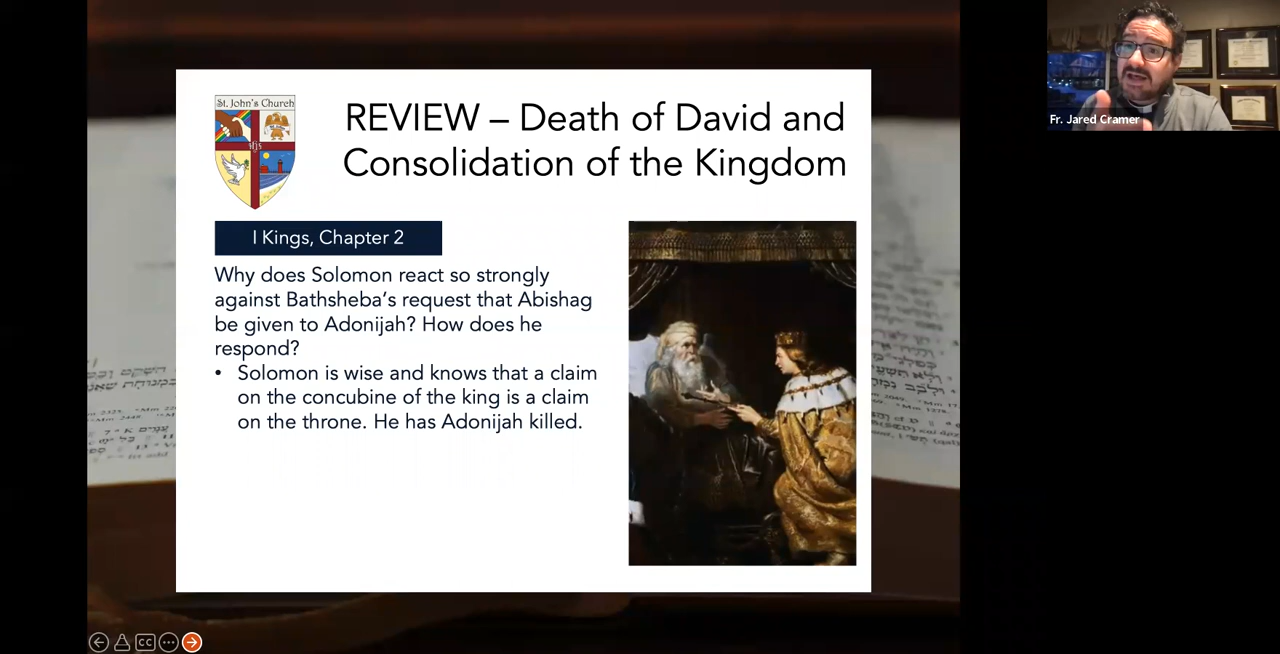 St. John's Church
REVIEW – Death of David and
Consolidation of the Kingdom
I Kings, Chapter 2
Why does Solomon react so strongly
against Bathsheba's request that Abishag
be given to Adonijah? How does he
respond?
• Solomon is wise and knows that a claim
on the concubine of the king is a claim
on the throne. He has Adonijah killed.
Fr. Jared Cramer
CC